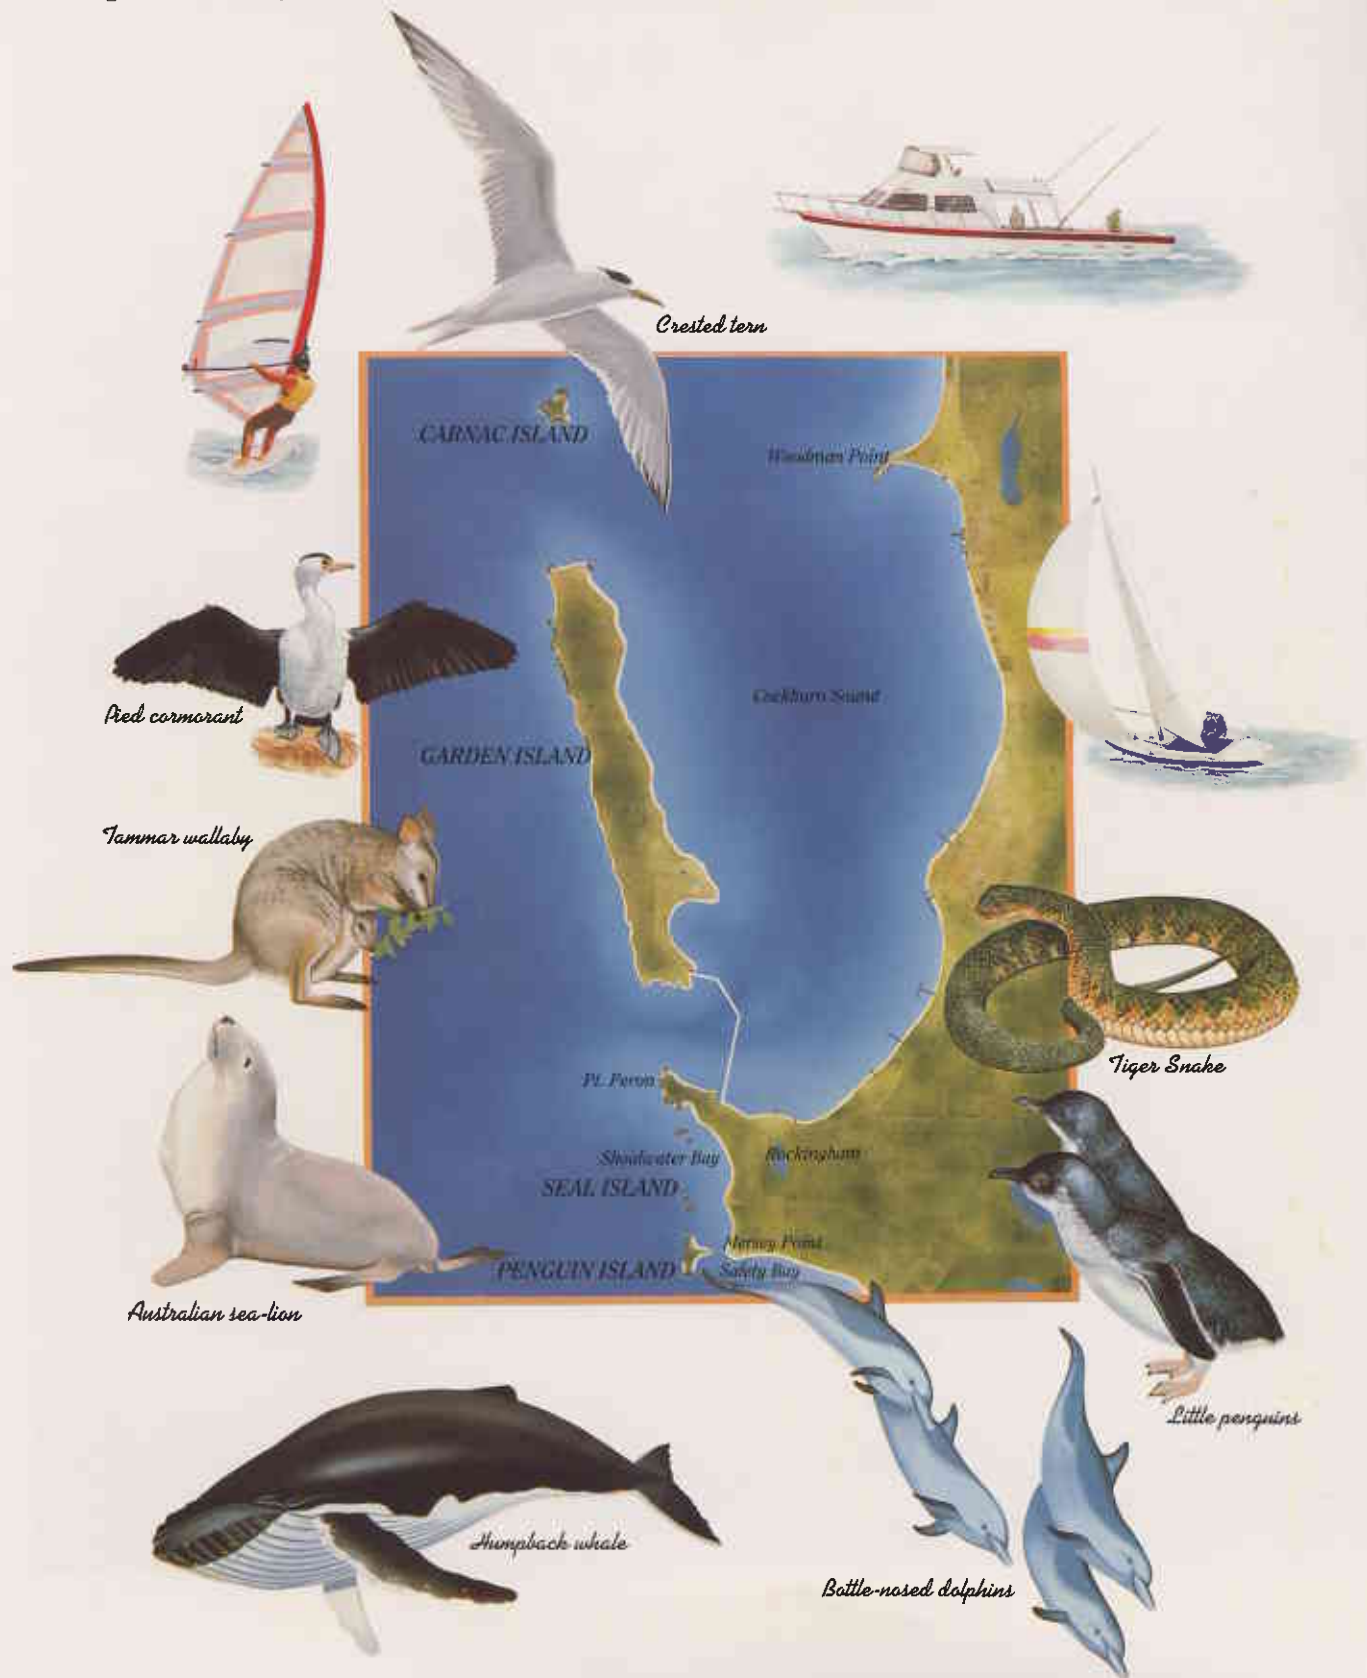 Crested tern
CARNAC ISLAND
Woodman Point
Cockburn Sound
Pied cormorant
GARDEN ISLAND
Tammar wallaby
Tiger Snake
Pt. Peron
Shoalwater Bay
Rockingham
SEAL ISLAND
Mersey Point
PENGUIN ISLAND
Safety Bay
Australian sea-lion
Little penguins
Humpback whale
Bottle-nosed dolphins